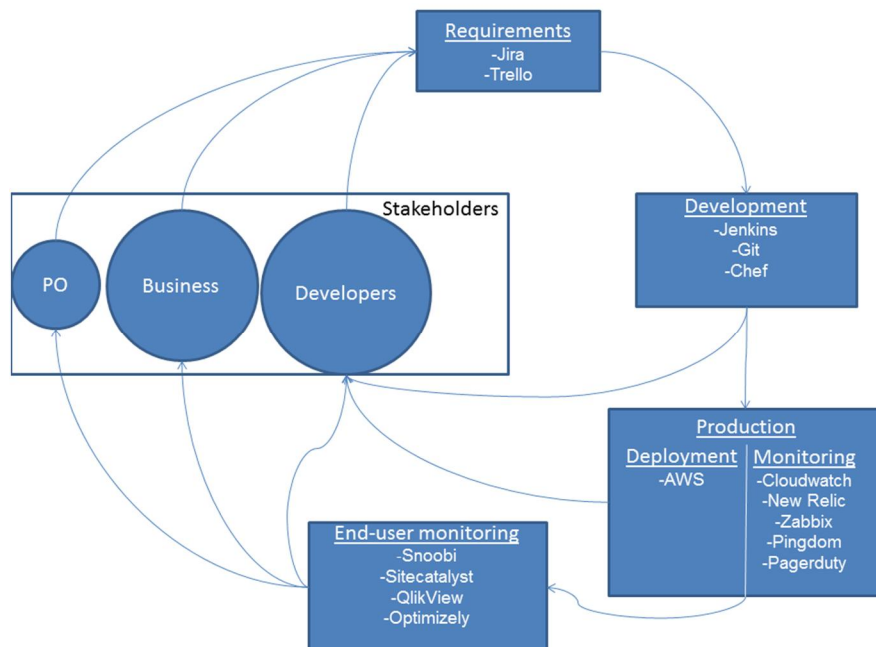 Requirements
-Jira
-Trello
Stakeholders
PO
Business
Developers
Development
-Jenkins
-Git
-Chef
Production
Deployment
-AWS
Monitoring
-Cloudwatch
-New Relic
-Zabbix
-Pingdom
-Pagerduty
End-user monitoring
-Snoobi
-Sitecatalyst
-QlikView
-Optimizely